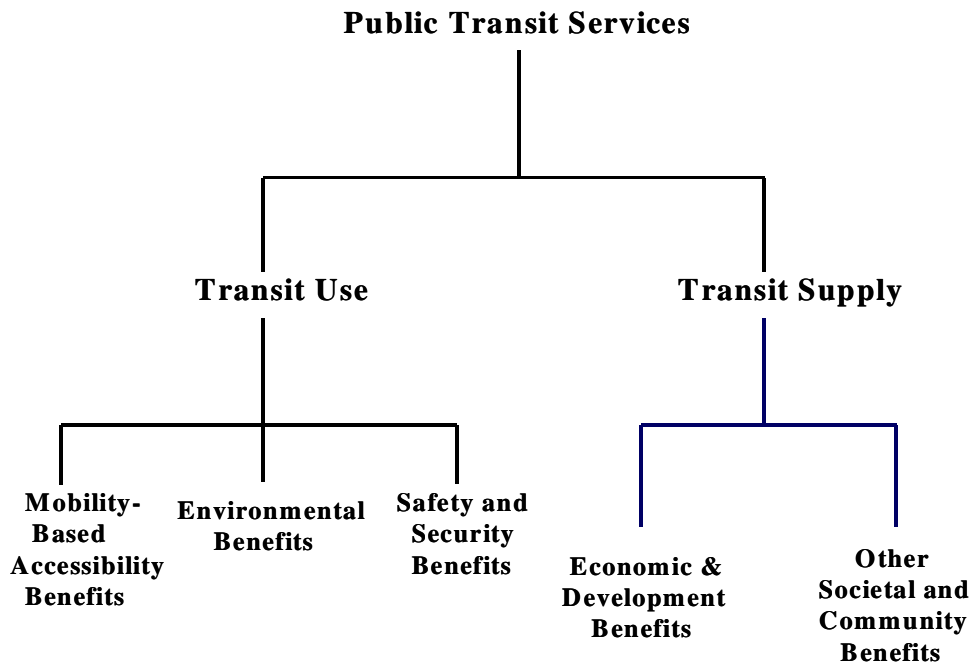 Public Transit Services
Transit Use
Transit Supply
Mobility-
Based
Accessibility
Benefits
Environmental
Benefits
Safety and
Security
Benefits
Economic &
Development
Benefits
Other
Societal and
Community
Benefits